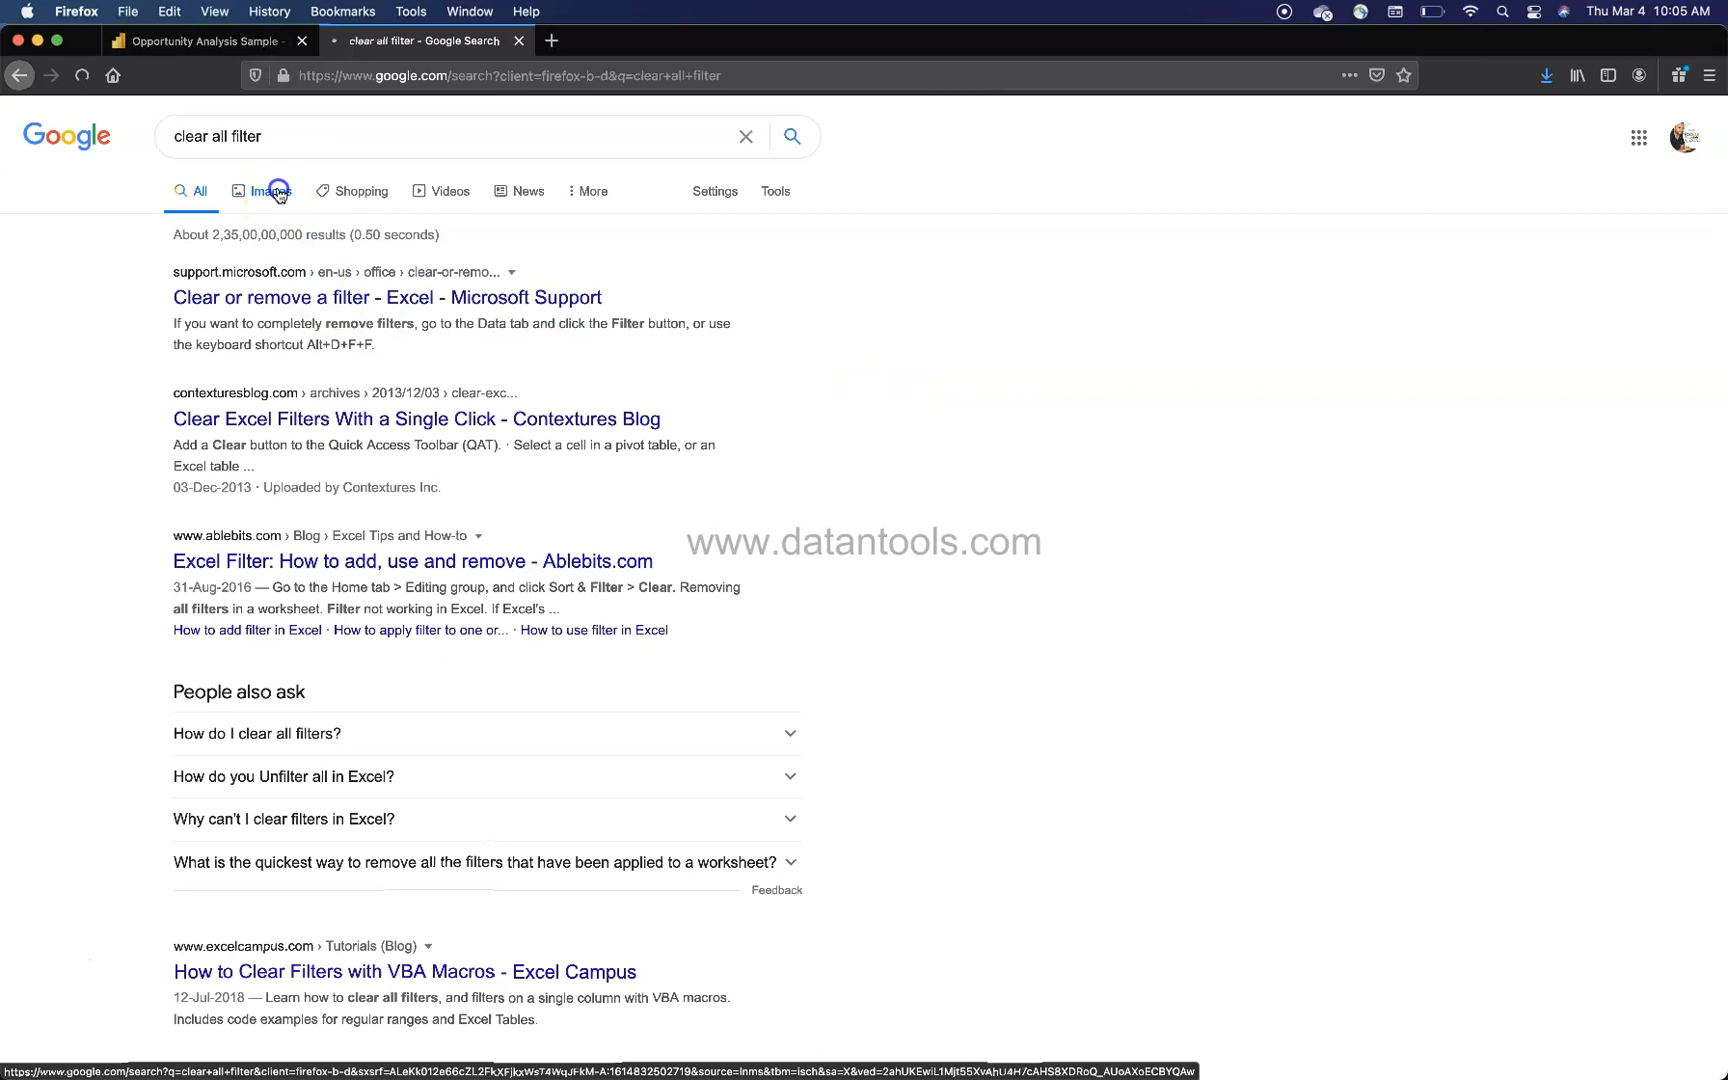 Firefox File Edit View History Bookmarks Tools Window Help Thu Mar 4 10:05 AM
Opportunity Analysis Sample - clear all filter - Google Search
https://www.google.com/search?client=firefox-b-d&q=clear+all+filter
Google clear all filter
All Images Shopping Videos News More Settings Tools
About 2,35,00,00,000 results (0.50 seconds)
support.microsoft.com › en-us › office › clear-or-remo...
Clear or remove a filter - Excel - Microsoft Support
If you want to completely remove filters, go to the Data tab and click the Filter button, or use
the keyboard shortcut Alt+D+F+F.
contexturesblog.com › archives › 2013/12/03 › clear-exc...
Clear Excel Filters With a Single Click - Contextures Blog
Add a Clear button to the Quick Access Toolbar (QAT). · Select a cell in a pivot table, or an
Excel table ...
03-Dec-2013 · Uploaded by Contextures Inc.
www.ablebits.com › Blog › Excel Tips and How-to
www.datantools.com
Excel Filter: How to add, use and remove - Ablebits.com
31-Aug-2016 — Go to the Home tab > Editing group, and click Sort & Filter > Clear. Removing
all filters in a worksheet. Filter not working in Excel. If Excel's ...
How to add filter in Excel · How to apply filter to one or... · How to use filter in Excel
People also ask
How do I clear all filters?
How do you Unfilter all in Excel?
Why can't I clear filters in Excel?
What is the quickest way to remove all the filters that have been applied to a worksheet?
Feedback
www.excelcampus.com › Tutorials (Blog)
How to Clear Filters with VBA Macros - Excel Campus
12-Jul-2018 — Learn how to clear all filters, and filters on a single column with VBA macros.
Includes code examples for regular ranges and Excel Tables.